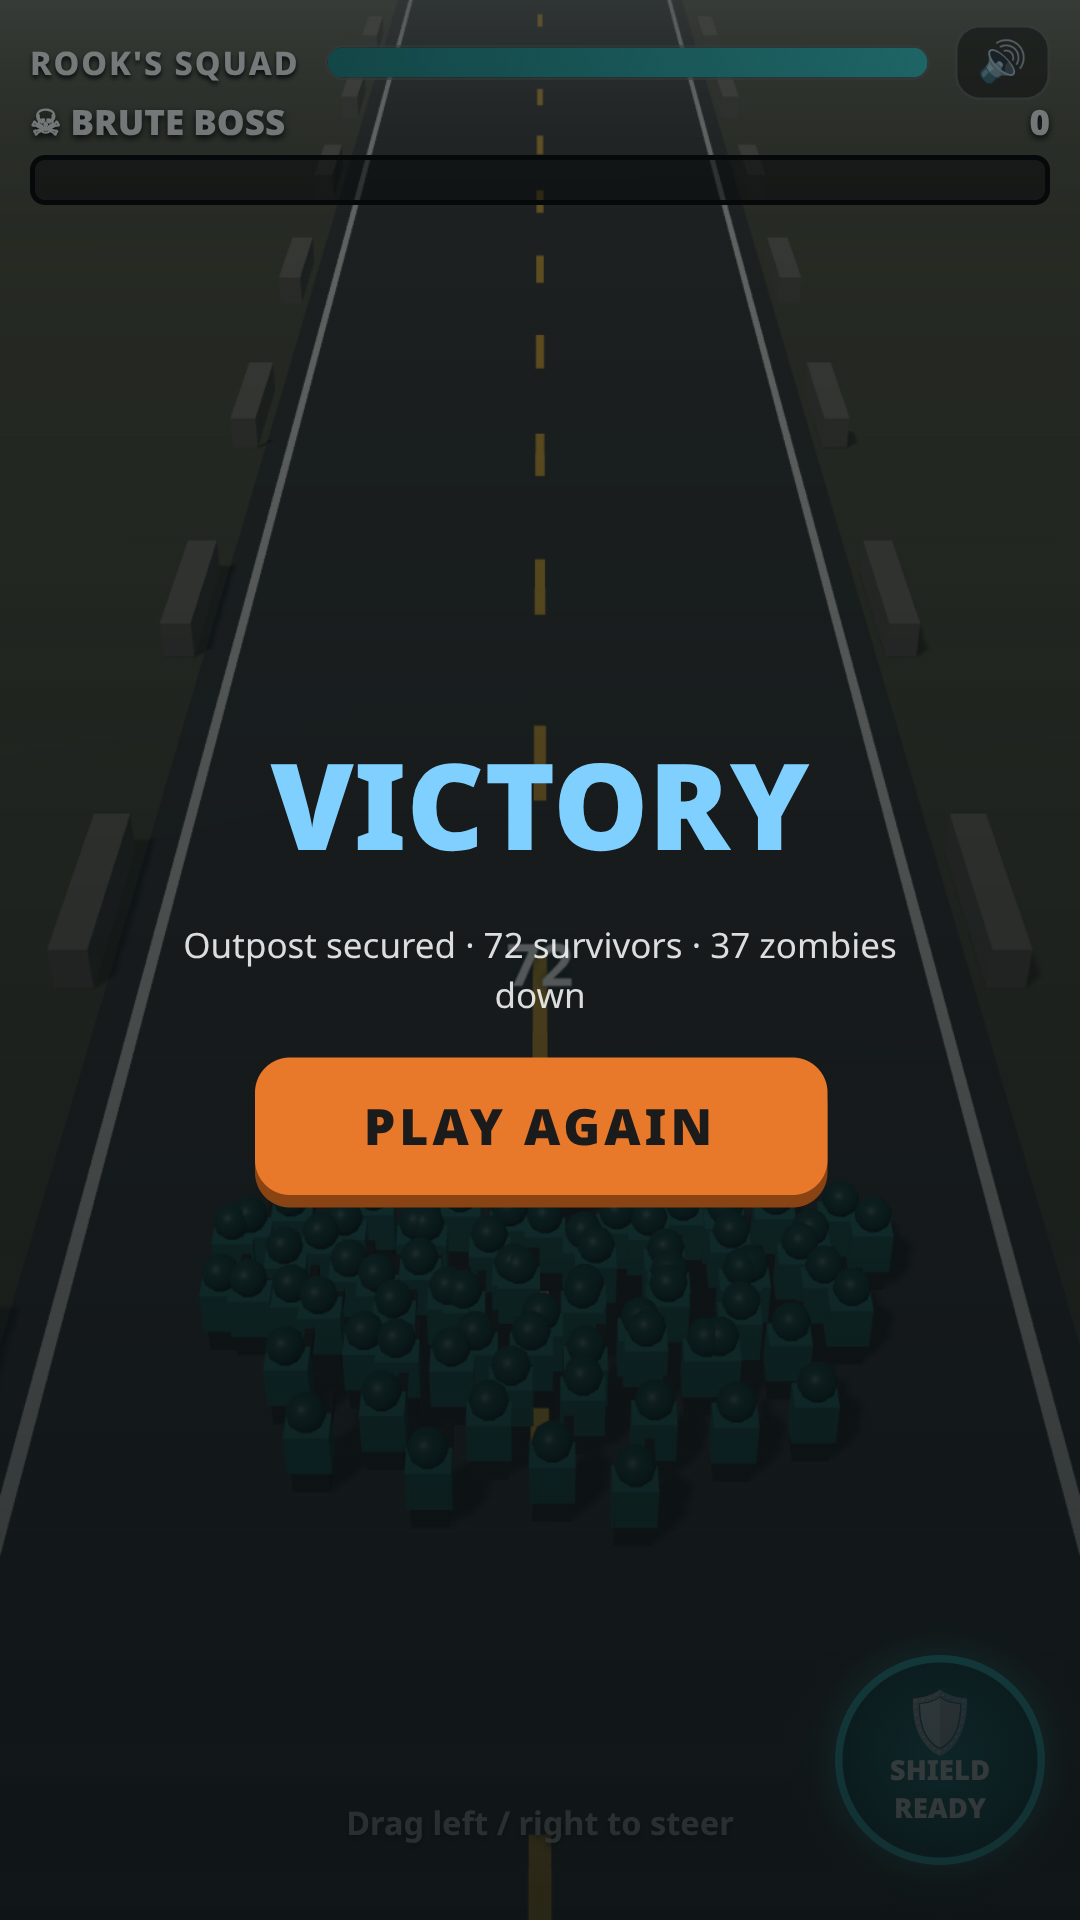 ROOK'S SQUAD
☠ BRUTE BOSS 0
VICTORY
Outpost secured · 72 survivors · 37 zombies
72
down
PLAY AGAIN
SHIELD
READY
Drag left / right to steer